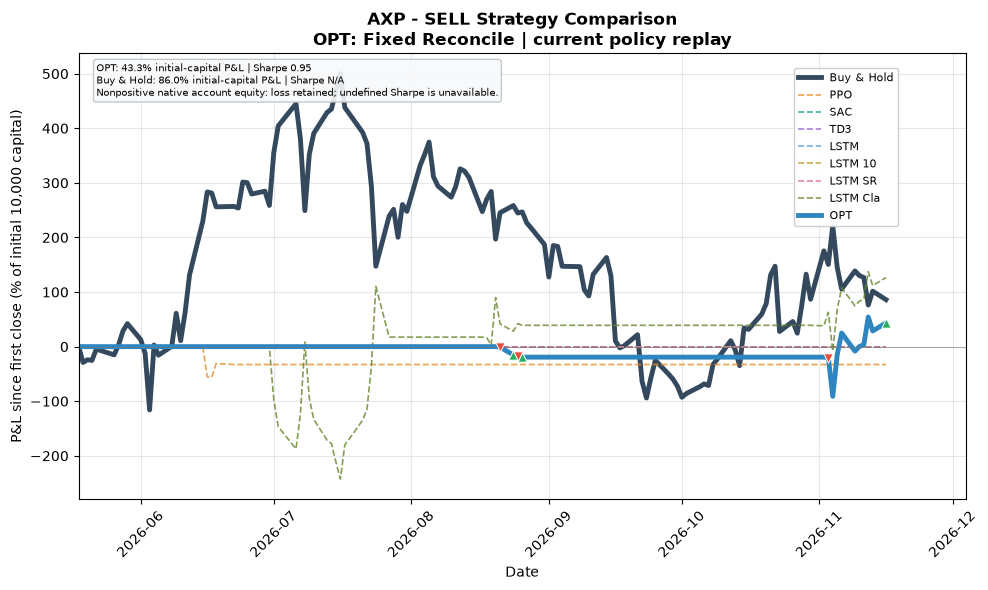 AXP - SELL Strategy Comparison
OPT: Fixed Reconcile | current policy replay
OPT: 43.3% initial-capital P&L | Sharpe 0.95
Buy & Hold: 86.0% initial-capital P&L | Sharpe N/A
Nonpositive native account equity: loss retained; undefined Sharpe is unavailable.
Buy & Hold
PPO
SAC
TD3
LSTM
LSTM 10
LSTM SR
LSTM Cla
OPT
P&L since first close (% of initial 10,000 capital)
500
400
300
200
100
0
−100
−200
2026-06
2026-07
2026-08
2026-09
2026-10
2026-11
2026-12
Date